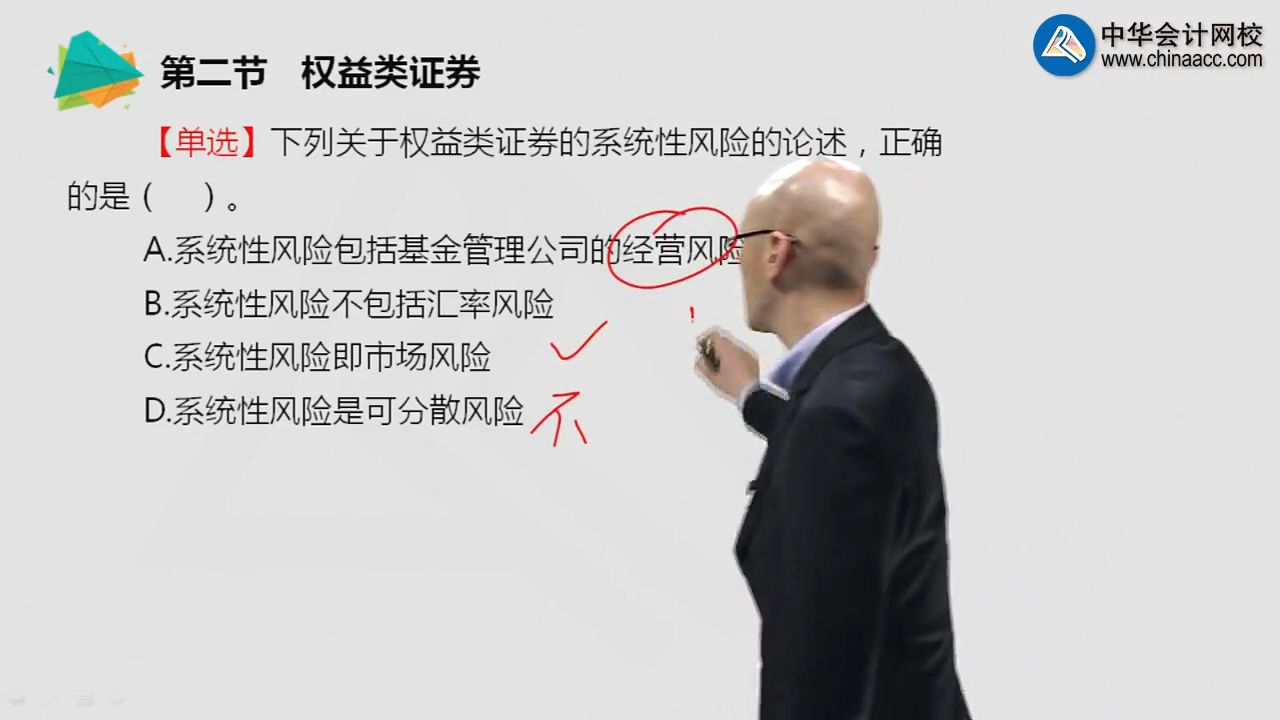 中华会计网校
www.chinaacc.com
第二节 权益类证券
【单选】下列关于权益类证券的系统性风险的论述，正确
的是（ ）。
A.系统性风险包括基金管理公司的经营风险
B.系统性风险不包括汇率风险
C.系统性风险即市场风险
D.系统性风险是可分散风险 不